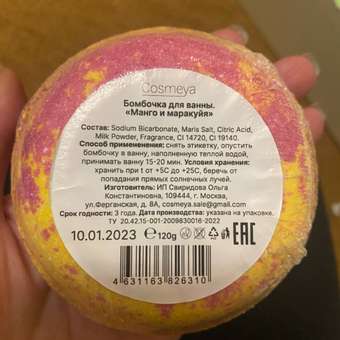 Cosmeya
Бомбочка для ванны.
«Манго и маракуйя»
Состав: Sodium Bicarbonate, Maris Salt, Citric Acid,
Milk Powder, Fragrance, CI 14720, CI 19140.
Способ применения: снять этикетку, опустить
бомбочку в ванну, наполненную теплой водой,
принимать ванну 15-20 мин. Условия хранения:
хранить при t от +5С до +25С, беречь от
попадания прямых солнечных лучей.
Изготовитель: ИП Свиридова Ольга
Константиновна, 109444, г. Москва,
ул.Ферганская, д. 8А, cosmeya.sale@gmail.com
Срок годности: 3 года. Дата производства: указана на упаковке.
ТУ 20.42.15-001-2009830016-2022
10.01.2023 120g EAC
4 631163 826310